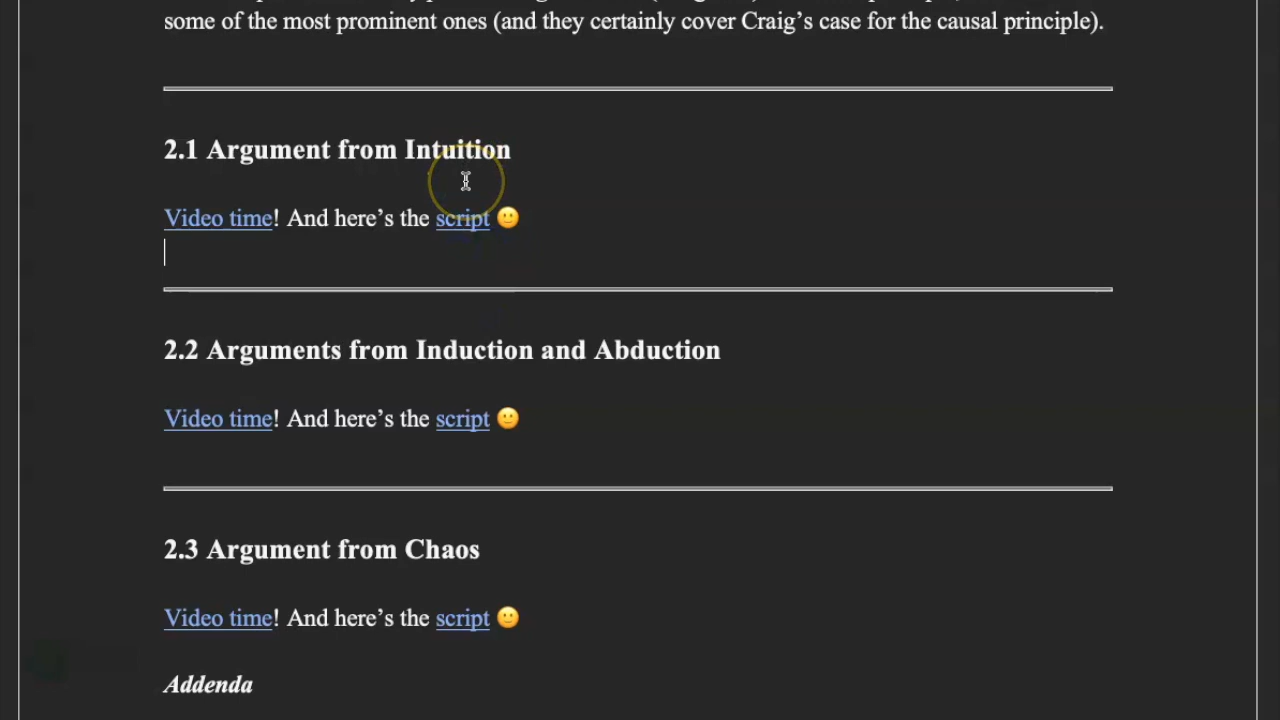 some of the most prominent ones (and they certainly cover Craig’s case for the causal principle).
2.1 Argument from Intuition
Video time! And here’s the script 🙂
2.2 Arguments from Induction and Abduction
Video time! And here’s the script 🙂
2.3 Argument from Chaos
Video time! And here’s the script 🙂
Addenda